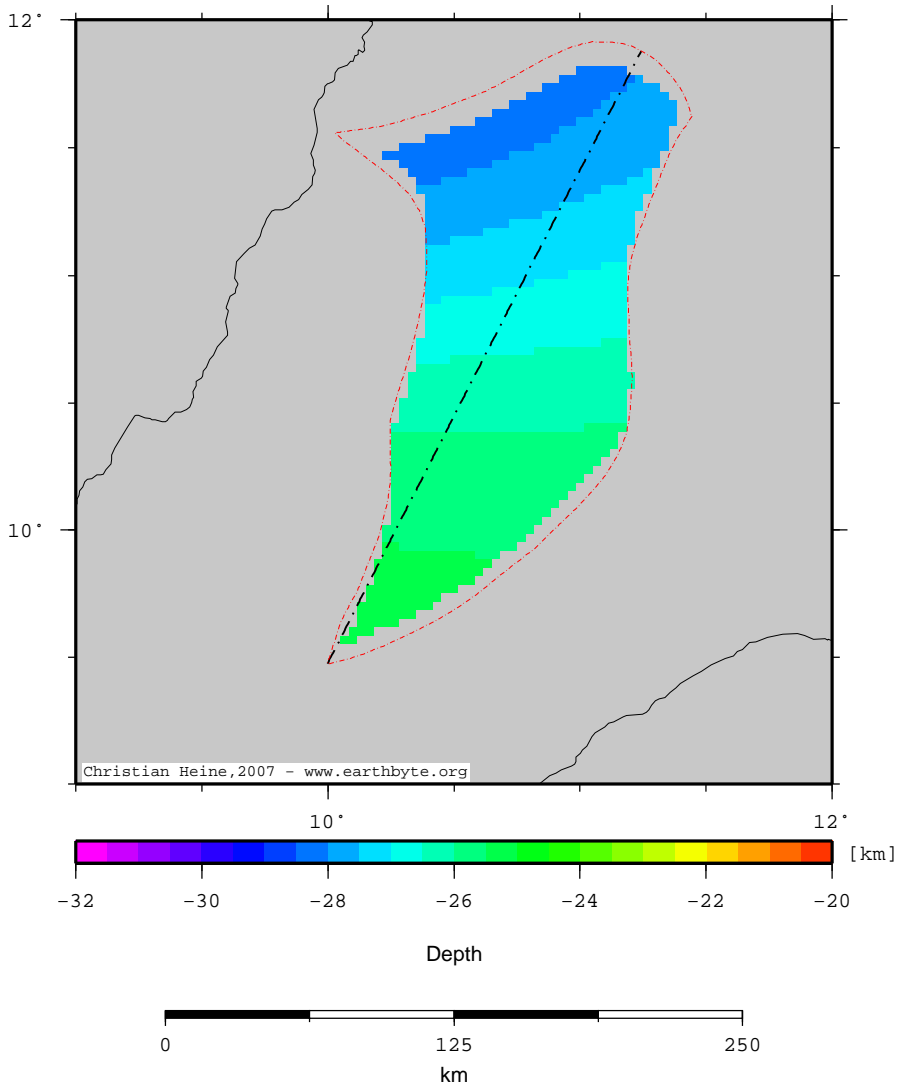 12°
10°
Christian Heine,2007 - www.earthbyte.org
10° 12°
[km]
-32 -30 -28 -26 -24 -22 -20
Depth
0 125 250
km